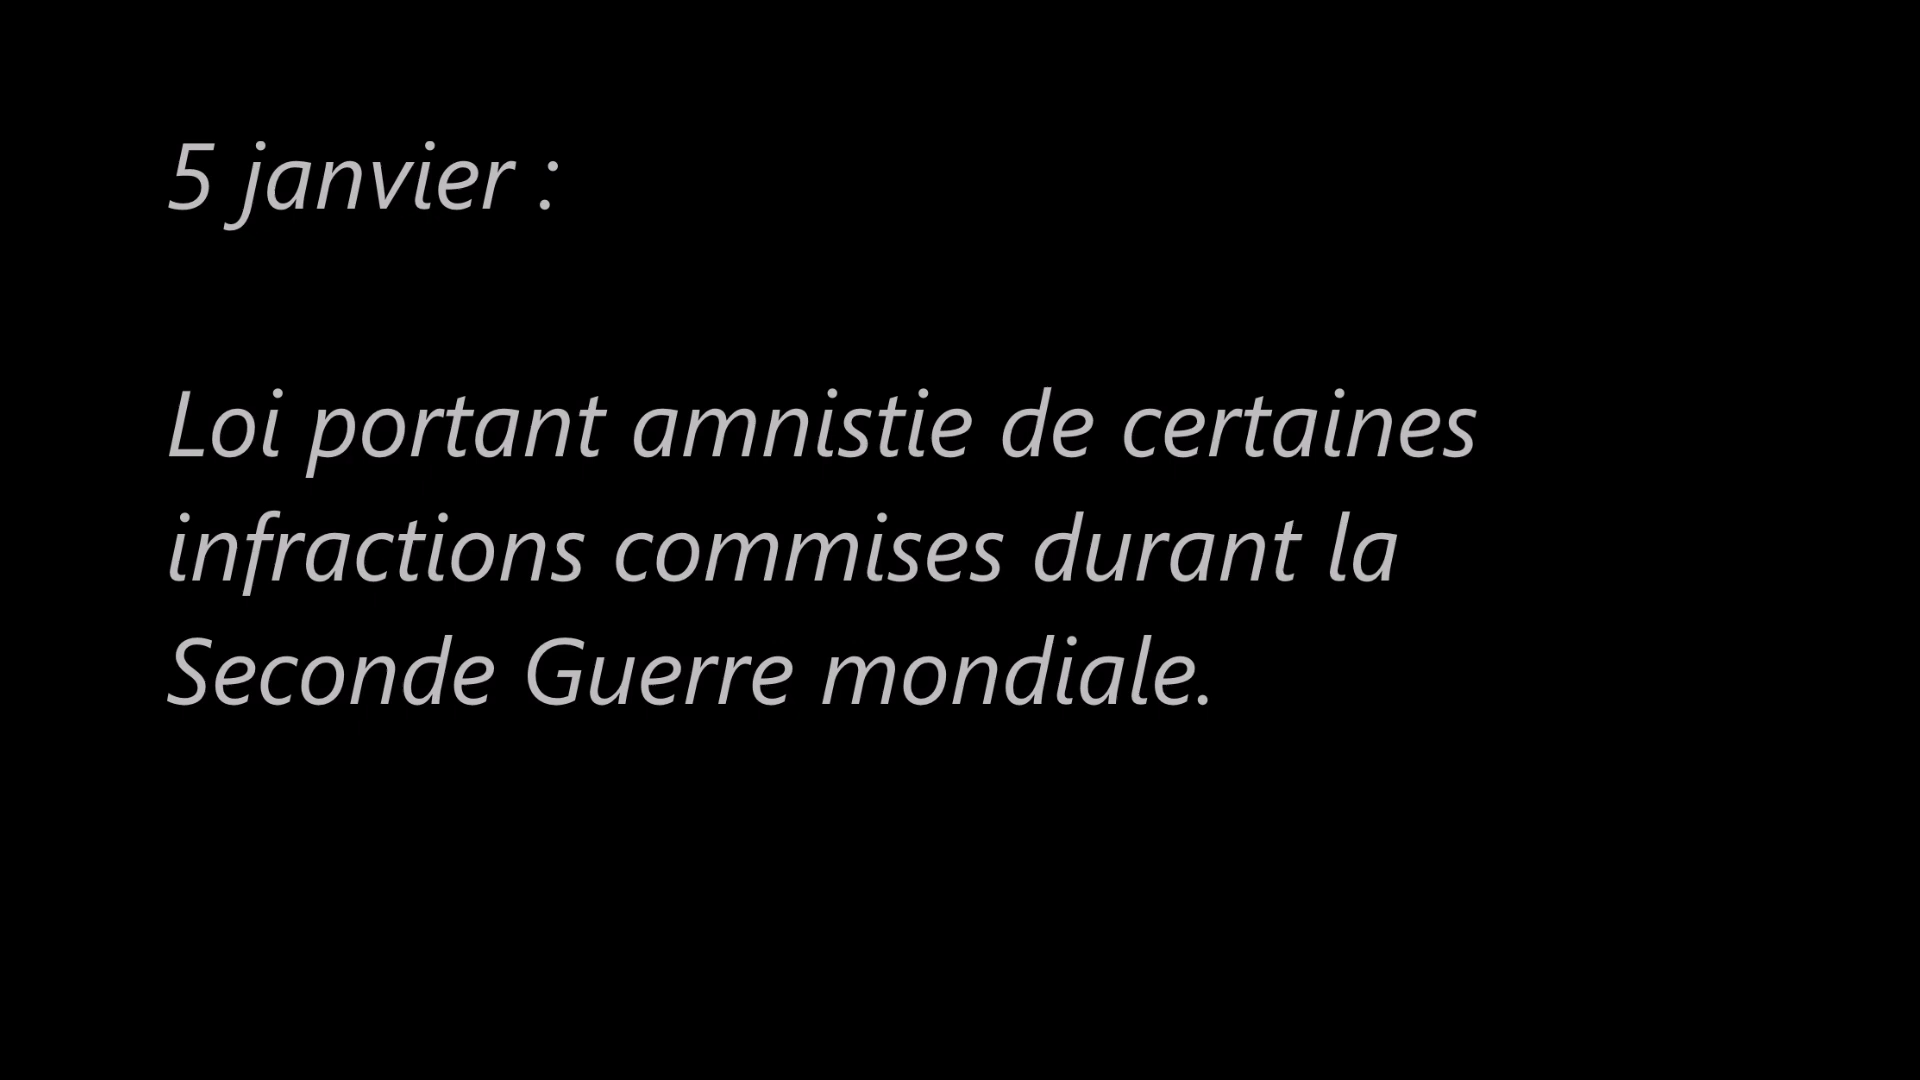 5 janvier :
Loi portant amnistie de certaines
infractions commises durant la
Seconde Guerre mondiale.